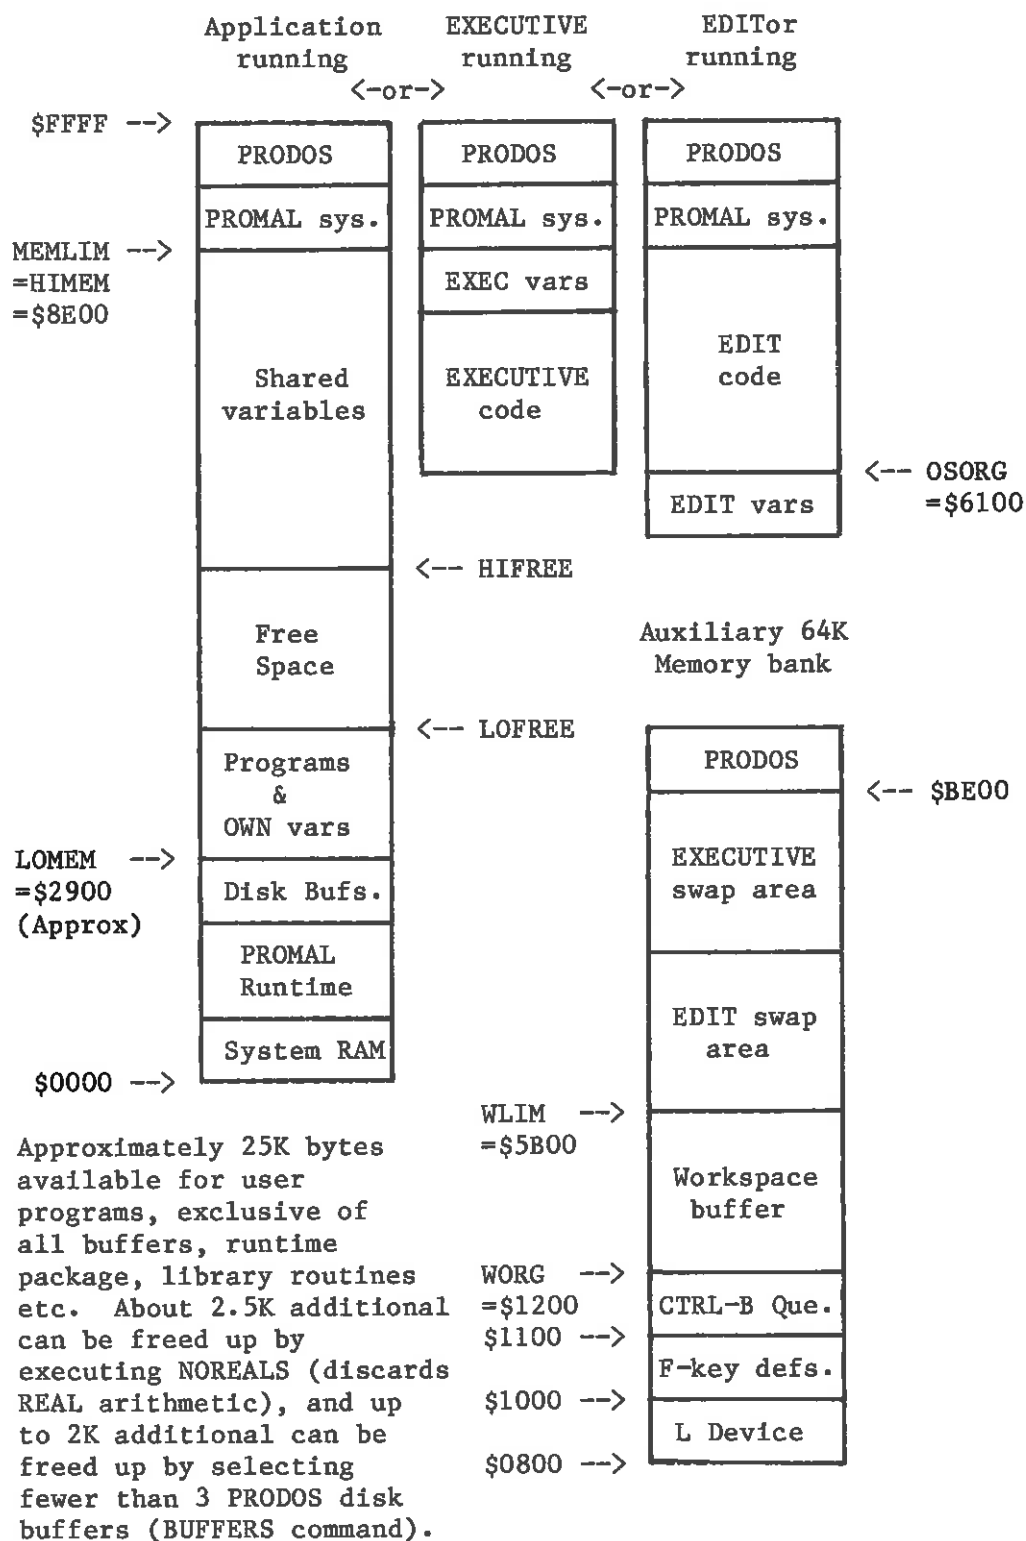 Application EXECUTIVE EDITor
running running running
<-or-> <-or->
$FFFF -->
PRODOS PRODOS PRODOS
PROMAL sys. PROMAL sys. PROMAL sys.
MEMLIM -->
=HIMEM
=$8E00
EXEC vars
EDIT
code
Shared
variables
EXECUTIVE
code
<-- OSORG
=$6100
EDIT vars
<-- HIFREE
Free
Space
Auxiliary 64K
Memory bank
<-- LOFREE
Programs
&
OWN vars
PRODOS
<-- $BE00
LOMEM -->
=$2900
(Approx)
Disk Bufs.
EXECUTIVE
swap area
PROMAL
Runtime
EDIT swap
area
System RAM
$0000 -->
WLIM -->
=$5B00
Workspace
buffer
WORG -->
=$1200
CTRL-B Que.
$1100 -->
F-key defs.
$1000 -->
L Device
$0800 -->
Approximately 25K bytes
available for user
programs, exclusive of
all buffers, runtime
package, library routines
etc. About 2.5K additional
can be freed up by
executing NOREALS (discards
REAL arithmetic), and up
to 2K additional can be
freed up by selecting
fewer than 3 PRODOS disk
buffers (BUFFERS command).